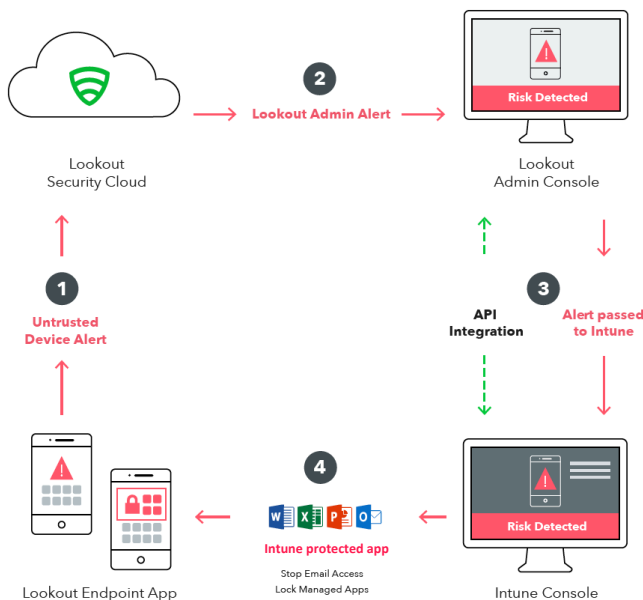 2
Risk Detected
Lookout Admin Alert
Lookout
Security Cloud
Lookout
Admin Console
1
Untrusted
Device Alert
3
API
Integration
Alert passed
to Intune
4
W
X
P
O
Risk Detected
Intune protected app
Stop Email Access
Lock Managed Apps
Lookout Endpoint App
Intune Console